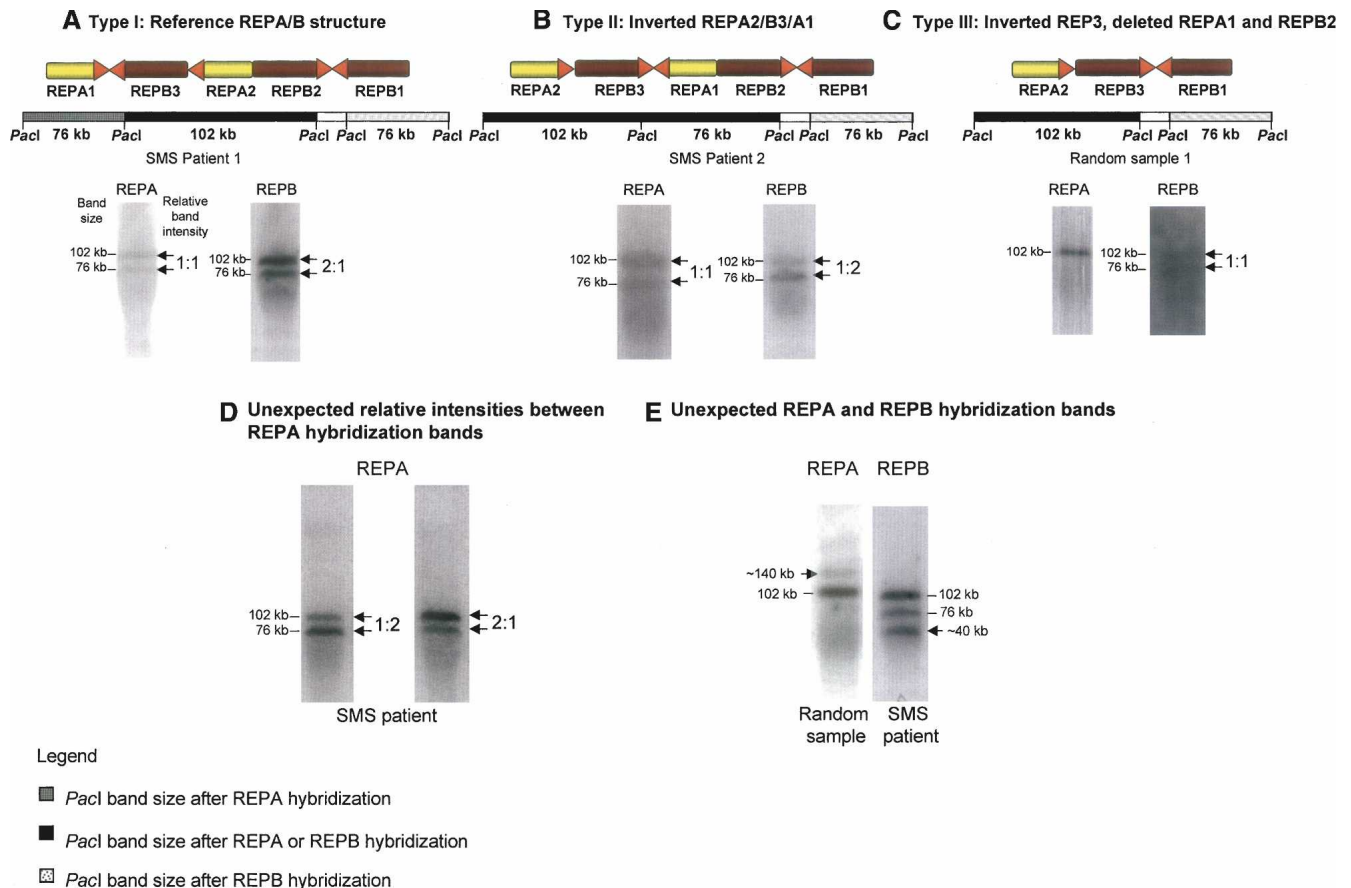 A Type I: Reference REPA/B structure
REPA1 REPB3 REPA2 REPB2 REPB1
PacI 76 kb PacI 102 kb PacI PacI 76 kb PacI
SMS Patient 1
REPA REPB
Band size
Relative band intensity
102 kb
76 kb
1:1
102 kb
76 kb
2:1
B Type II: Inverted REPA2/B3/A1
REPA2 REPB3 REPA1 REPB2 REPB1
PacI 102 kb PacI 76 kb PacI PacI 76 kb PacI
SMS Patient 2
REPA REPB
102 kb
76 kb
1:1
102 kb
76 kb
1:2
C Type III: Inverted REP3, deleted REPA1 and REPB2
REPA2 REPB3 REPB1
PacI 102 kb PacI PacI 76 kb PacI
Random sample 1
REPA REPB
102 kb
102 kb
76 kb
1:1
D Unexpected relative intensities between
REPA hybridization bands
REPA
102 kb
76 kb
1:2
2:1
SMS patient
E Unexpected REPA and REPB hybridization bands
REPA REPB
~140 kb
102 kb
102 kb
76 kb
~40 kb
Random sample
SMS patient
Legend
PacI band size after REPA hybridization
PacI band size after REPA or REPB hybridization
PacI band size after REPB hybridization